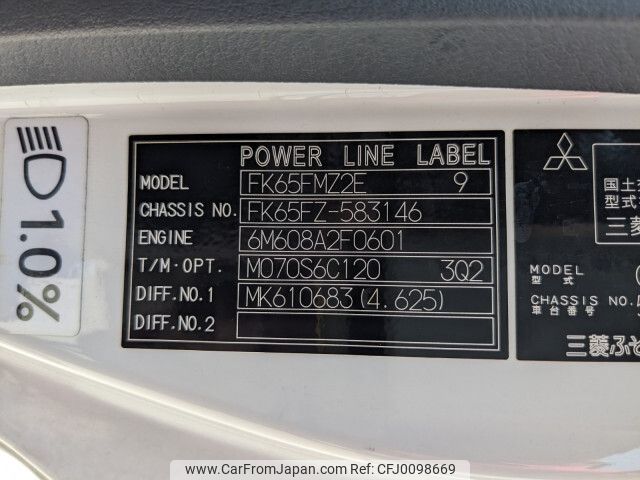 1.0%
POWER LINE LABEL
MODEL FK65FMZ2E 9
CHASSIS NO. FK65FZ-583146
ENGINE 6M608A2F0601
T/M·OPT. M070S6C120 3Q2
DIFF.NO.1 MK610683(4.625)
DIFF.NO.2
国土
型式
三菱
MODEL
型式
CHASSIS NO.
車台番号
三菱ふそ
www.CarFromJapan.com - REFNO:CFJ0098669